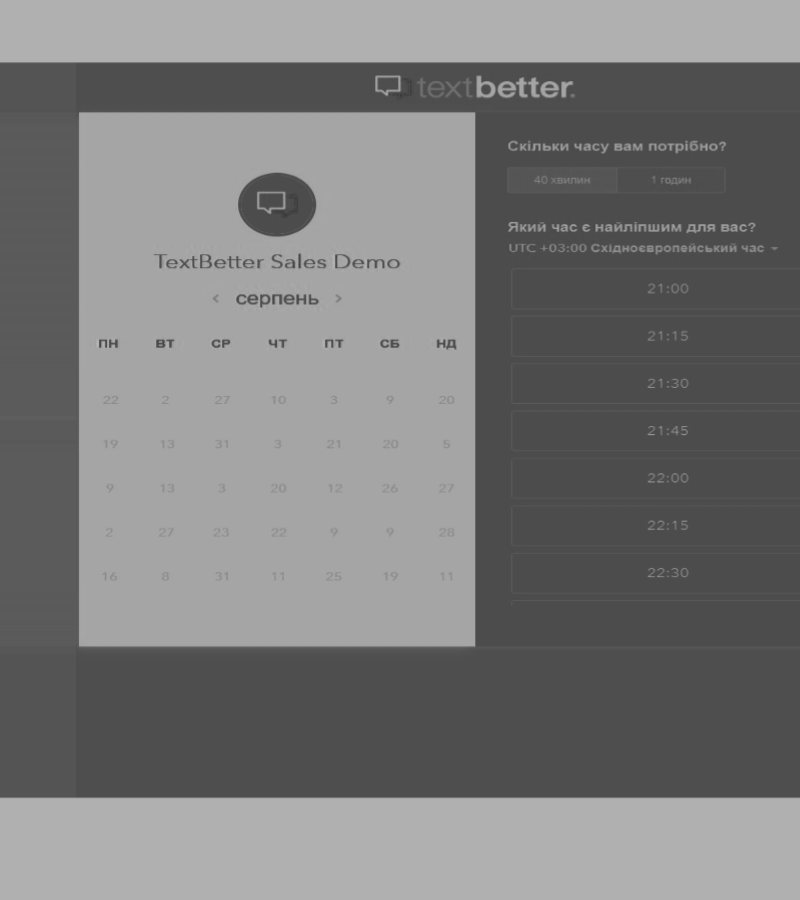 textbetter.
TextBetter Sales Demo
‹ серпень ›
ПН ВТ СР ЧТ ПТ СБ НД
22 2 27 10 3 9 20
19 13 31 3 21 20 5
9 13 3 20 12 26 27
2 27 23 22 9 9 28
16 8 31 11 25 19 11
Скільки часу вам потрібно?
40 хвилин 1 годин
Який час є найліпшим для вас?
UTC +03:00 Східноєвропейський час
21:00
21:15
21:30
21:45
22:00
22:15
22:30